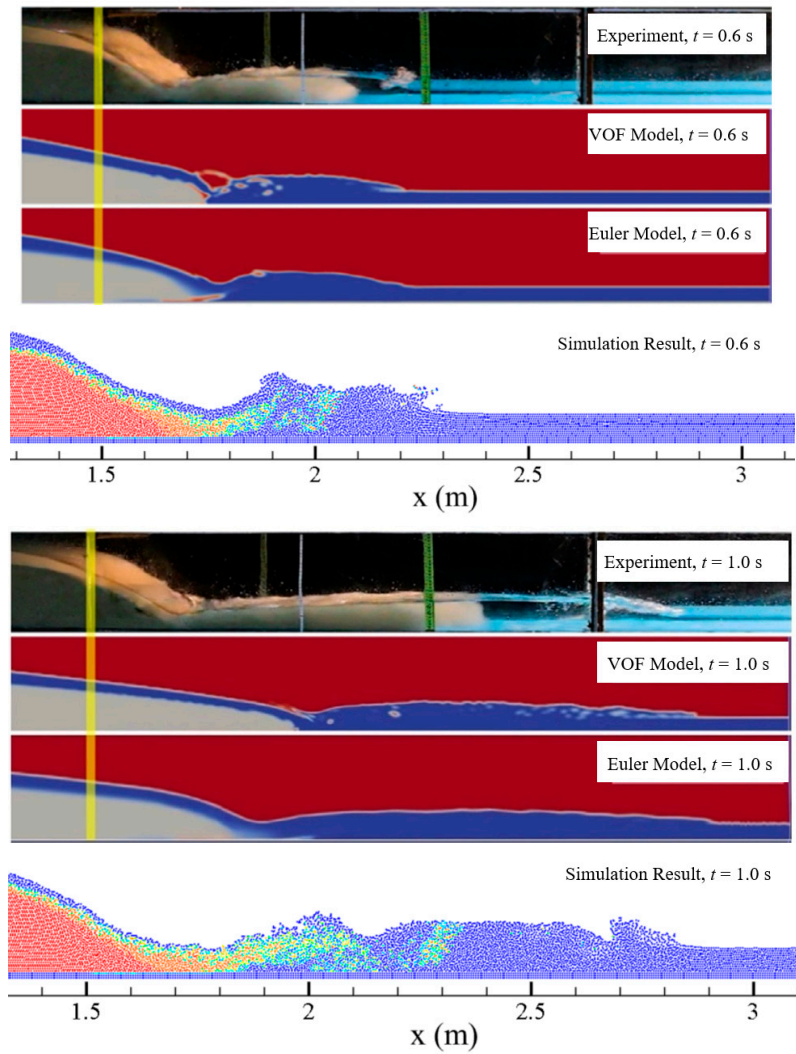 Experiment, t = 0.6 s
VOF Model, t = 0.6 s
Euler Model, t = 0.6 s
Simulation Result, t = 0.6 s
1.5 2 2.5 3
x (m)
Experiment, t = 1.0 s
VOF Model, t = 1.0 s
Euler Model, t = 1.0 s
Simulation Result, t = 1.0 s
1.5 2 2.5 3
x (m)